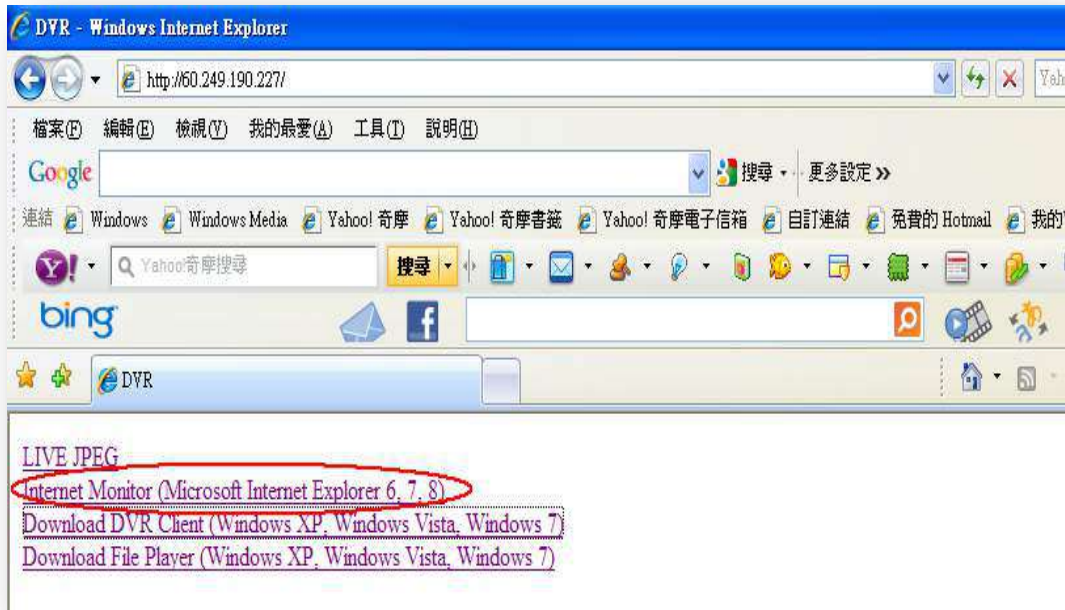 DVR - Windows Internet Explorer
http://60.249.190.227/
檔案(F) 編輯(E) 檢視(V) 我的最愛(A) 工具(T) 說明(H)
Google 搜尋 更多設定 »
連結 Windows Windows Media Yahoo! 奇摩 Yahoo! 奇摩書籤 Yahoo! 奇摩電子信箱 自訂連結 免費的 Hotmail 我的
Y! Yahoo!奇摩搜尋 搜尋
bing f
DVR
LIVE JPEG
Internet Monitor (Microsoft Internet Explorer 6, 7, 8)
Download DVR Client (Windows XP, Windows Vista, Windows 7)
Download File Player (Windows XP, Windows Vista, Windows 7)